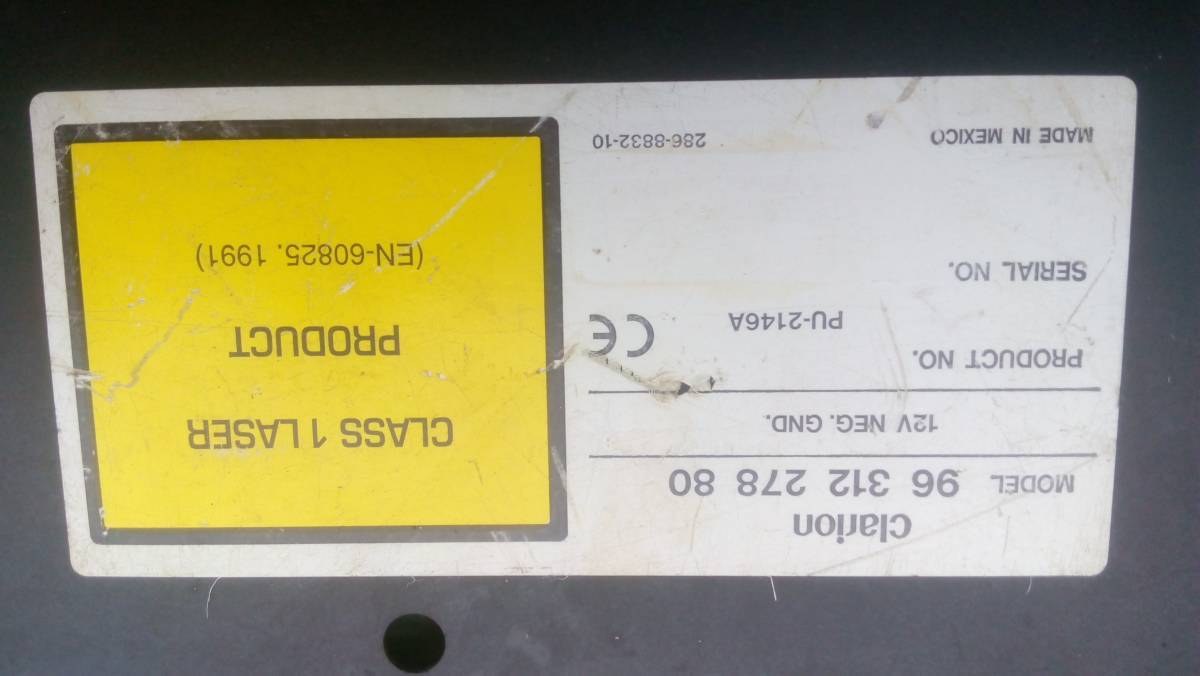 Clarion
MODEL 96 312 278 80
12V NEG. GND.
PRODUCT NO.
PU-2146A
CE
SERIAL NO.
MADE IN MEXICO 286-8832-10
CLASS 1 LASER
PRODUCT
(EN-60825. 1991)